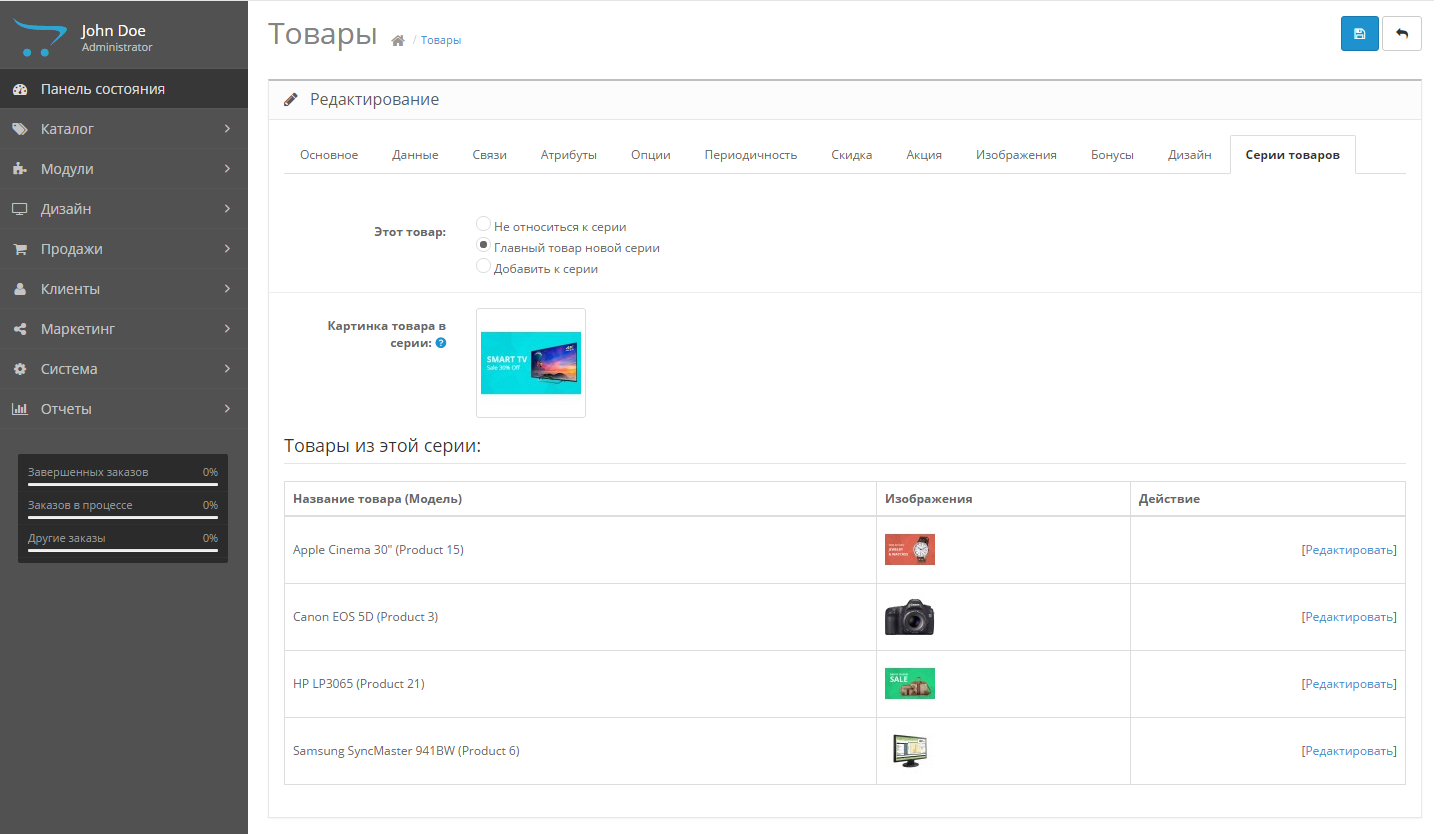 John Doe
Administrator
Панель состояния
Каталог
Модули
Дизайн
Продажи
Клиенты
Маркетинг
Система
Отчеты
Завершенных заказов 0%
Заказов в процессе 0%
Другие заказы 0%
Товары / Товары
Редактирование
Основное Данные Связи Атрибуты Опции Периодичность Скидка Акция Изображения Бонусы Дизайн Серии товаров
Этот товар:
Не относиться к серии
Главный товар новой серии
Добавить к серии
Картинка товара в
серии: ?
SMART TV
Sale 30% Off
4K
Товары из этой серии:
Название товара (Модель) Изображения Действие
Apple Cinema 30" (Product 15) [Редактировать]
Canon EOS 5D (Product 3) [Редактировать]
HP LP3065 (Product 21) SALE [Редактировать]
Samsung SyncMaster 941BW (Product 6) [Редактировать]